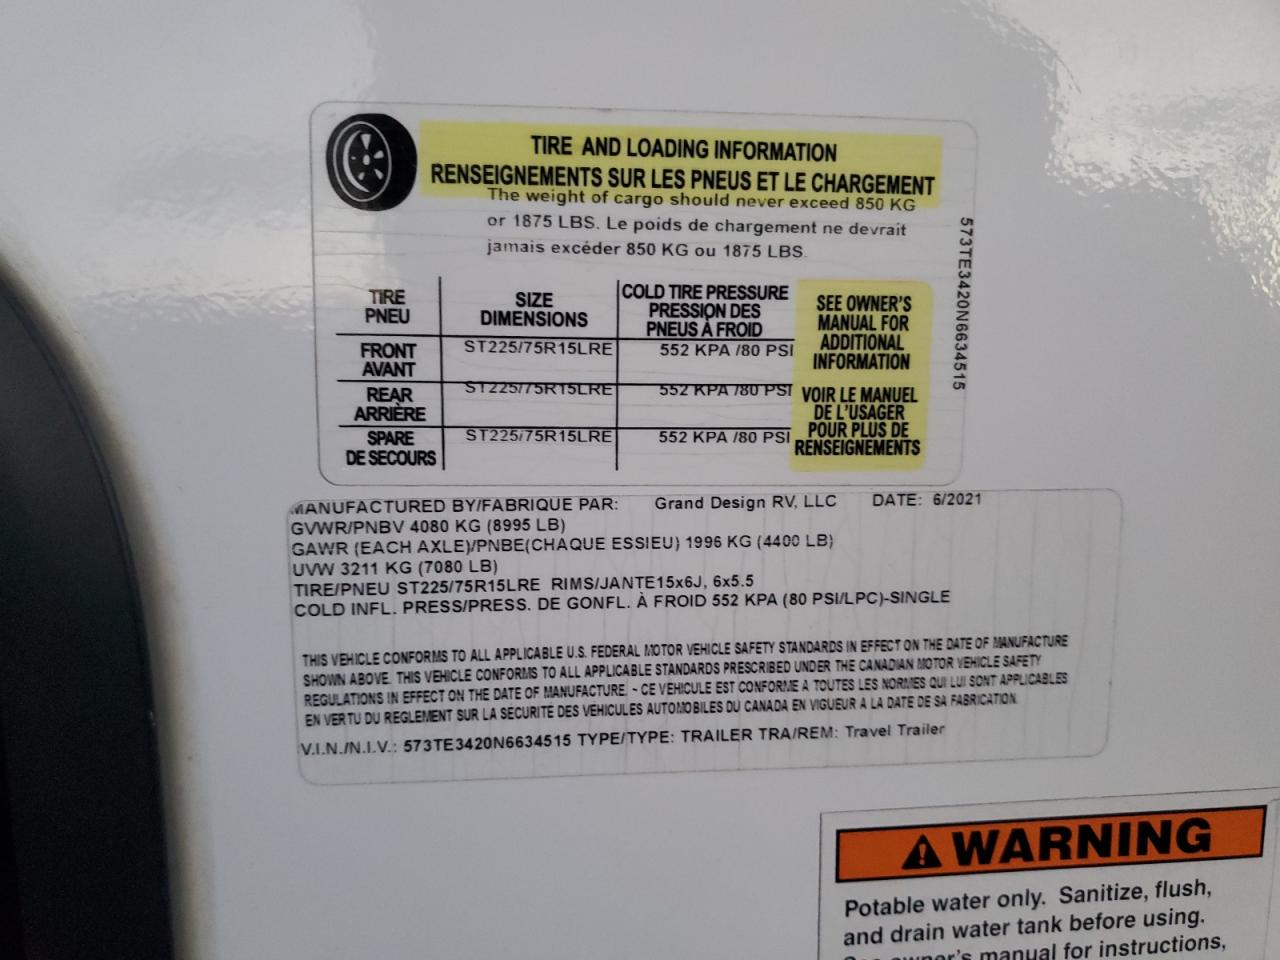 TIRE AND LOADING INFORMATION
RENSEIGNEMENTS SUR LES PNEUS ET LE CHARGEMENT
The weight of cargo should never exceed 850 KG
or 1875 LBS. Le poids de chargement ne devrait
jamais excéder 850 KG ou 1875 LBS.
573TE3420N6634515
TIRE
PNEU
SIZE
DIMENSIONS
COLD TIRE PRESSURE
PRESSION DES
PNEUS À FROID
FRONT
AVANT
ST225/75R15LRE
552 KPA /80 PSI
REAR
ARRIÈRE
ST225/75R15LRE
552 KPA /80 PSI
SPARE
DE SECOURS
ST225/75R15LRE
552 KPA /80 PSI
SEE OWNER'S
MANUAL FOR
ADDITIONAL
INFORMATION
VOIR LE MANUEL
DE L'USAGER
POUR PLUS DE
RENSEIGNEMENTS
MANUFACTURED BY/FABRIQUE PAR: Grand Design RV, LLC DATE: 6/2021
GVWR/PNBV 4080 KG (8995 LB)
GAWR (EACH AXLE)/PNBE(CHAQUE ESSIEU) 1996 KG (4400 LB)
UVW 3211 KG (7080 LB)
TIRE/PNEU ST225/75R15LRE RIMS/JANTE15x6J, 6x5.5
COLD INFL. PRESS/PRESS. DE GONFL. À FROID 552 KPA (80 PSI/LPC)-SINGLE
THIS VEHICLE CONFORMS TO ALL APPLICABLE U.S. FEDERAL MOTOR VEHICLE SAFETY STANDARDS IN EFFECT ON THE DATE OF MANUFACTURE
SHOWN ABOVE. THIS VEHICLE CONFORMS TO ALL APPLICABLE STANDARDS PRESCRIBED UNDER THE CANADIAN MOTOR VEHICLE SAFETY
REGULATIONS IN EFFECT ON THE DATE OF MANUFACTURE. - CE VEHICULE EST CONFORME A TOUTES LES NORMES QUI LUI SONT APPLICABLES
EN VERTU DU REGLEMENT SUR LA SECURITE DES VEHICULES AUTOMOBILES DU CANADA EN VIGUEUR A LA DATE DE SA FABRICATION.
V.I.N./N.I.V.: 573TE3420N6634515 TYPE/TYPE: TRAILER TRA/REM: Travel Trailer
WARNING
Potable water only. Sanitize, flush,
and drain water tank before using.
See owner's manual for instructions,